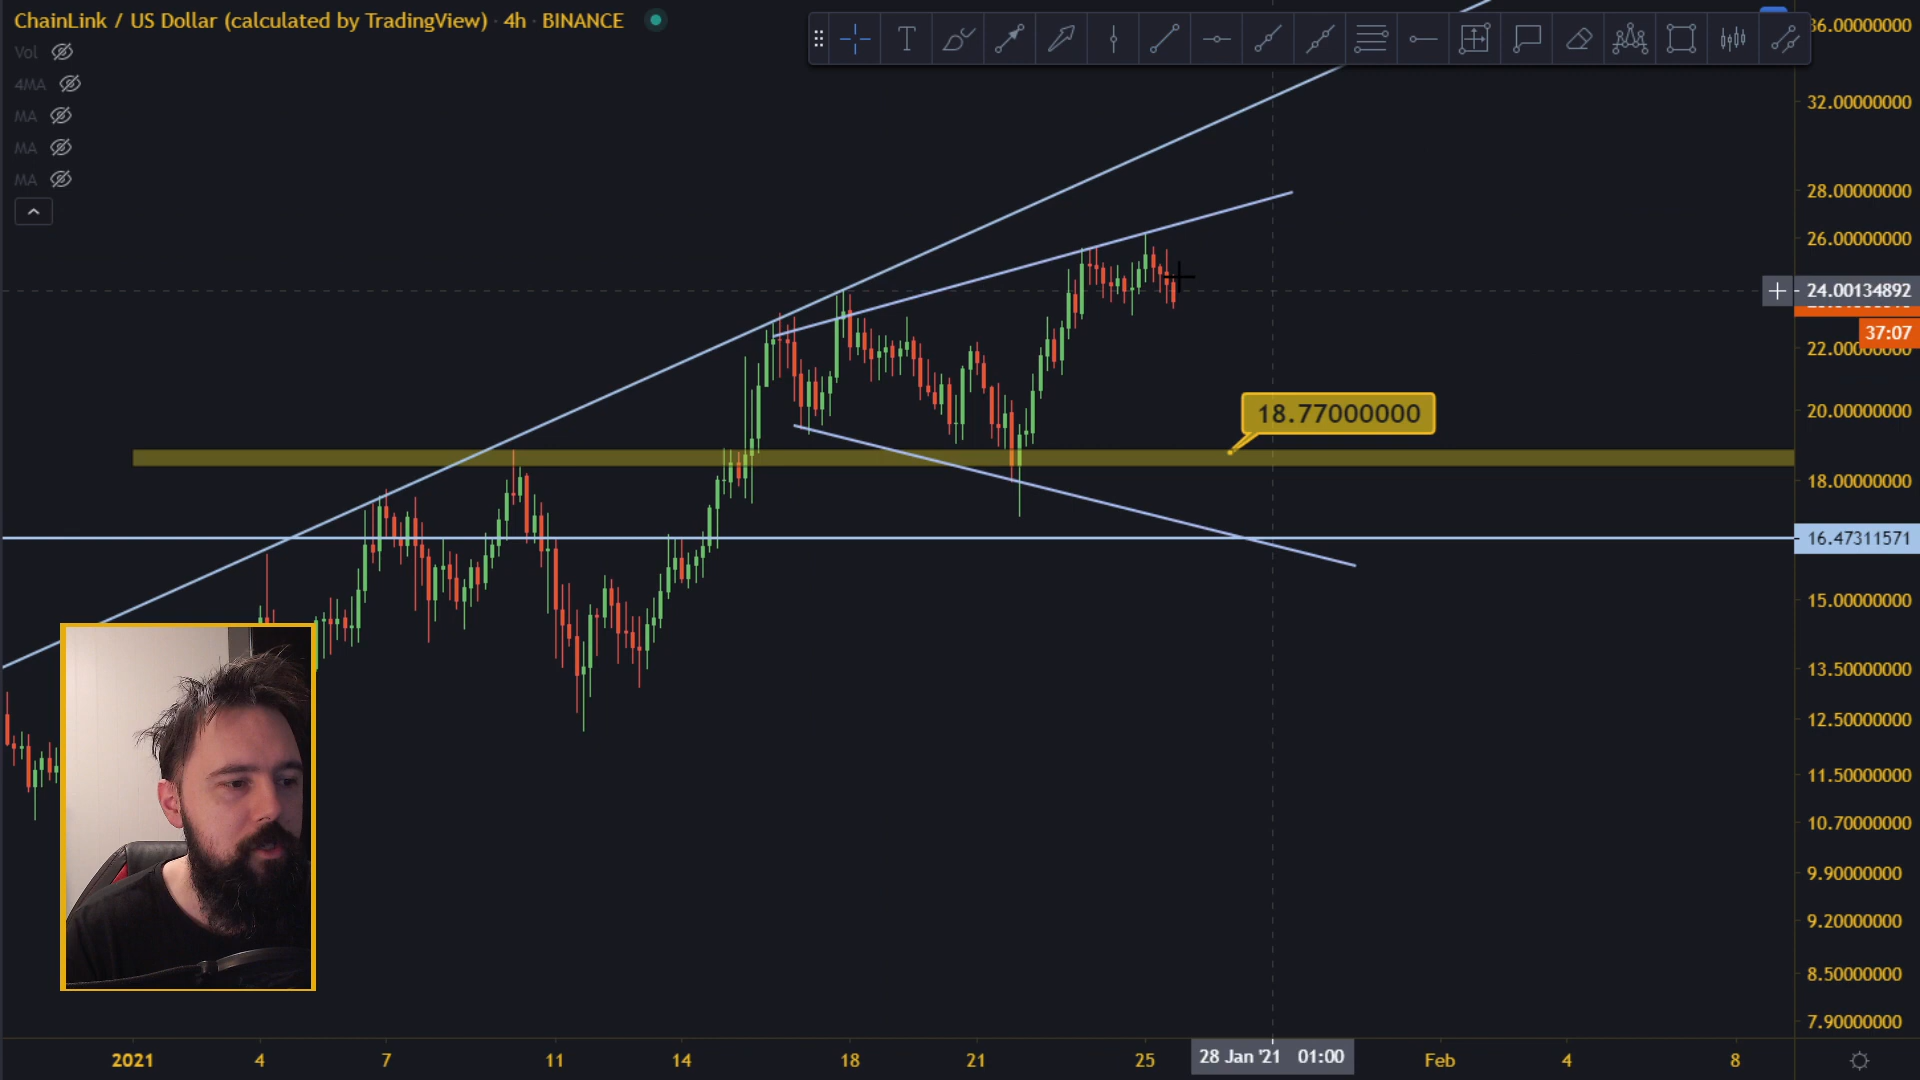 ChainLink / US Dollar (calculated by TradingView) · 4h · BINANCE
Vol
4MA
MA
MA
MA
T
36.00000000
32.00000000
28.00000000
26.00000000
24.00134892
37:07
22.00000000
20.00000000
18.77000000
18.00000000
16.47311571
15.00000000
13.50000000
12.50000000
11.50000000
10.70000000
9.90000000
9.20000000
8.50000000
7.90000000
2021 4 7 11 14 18 21 25 28 Jan '21 01:00 Feb 4 8